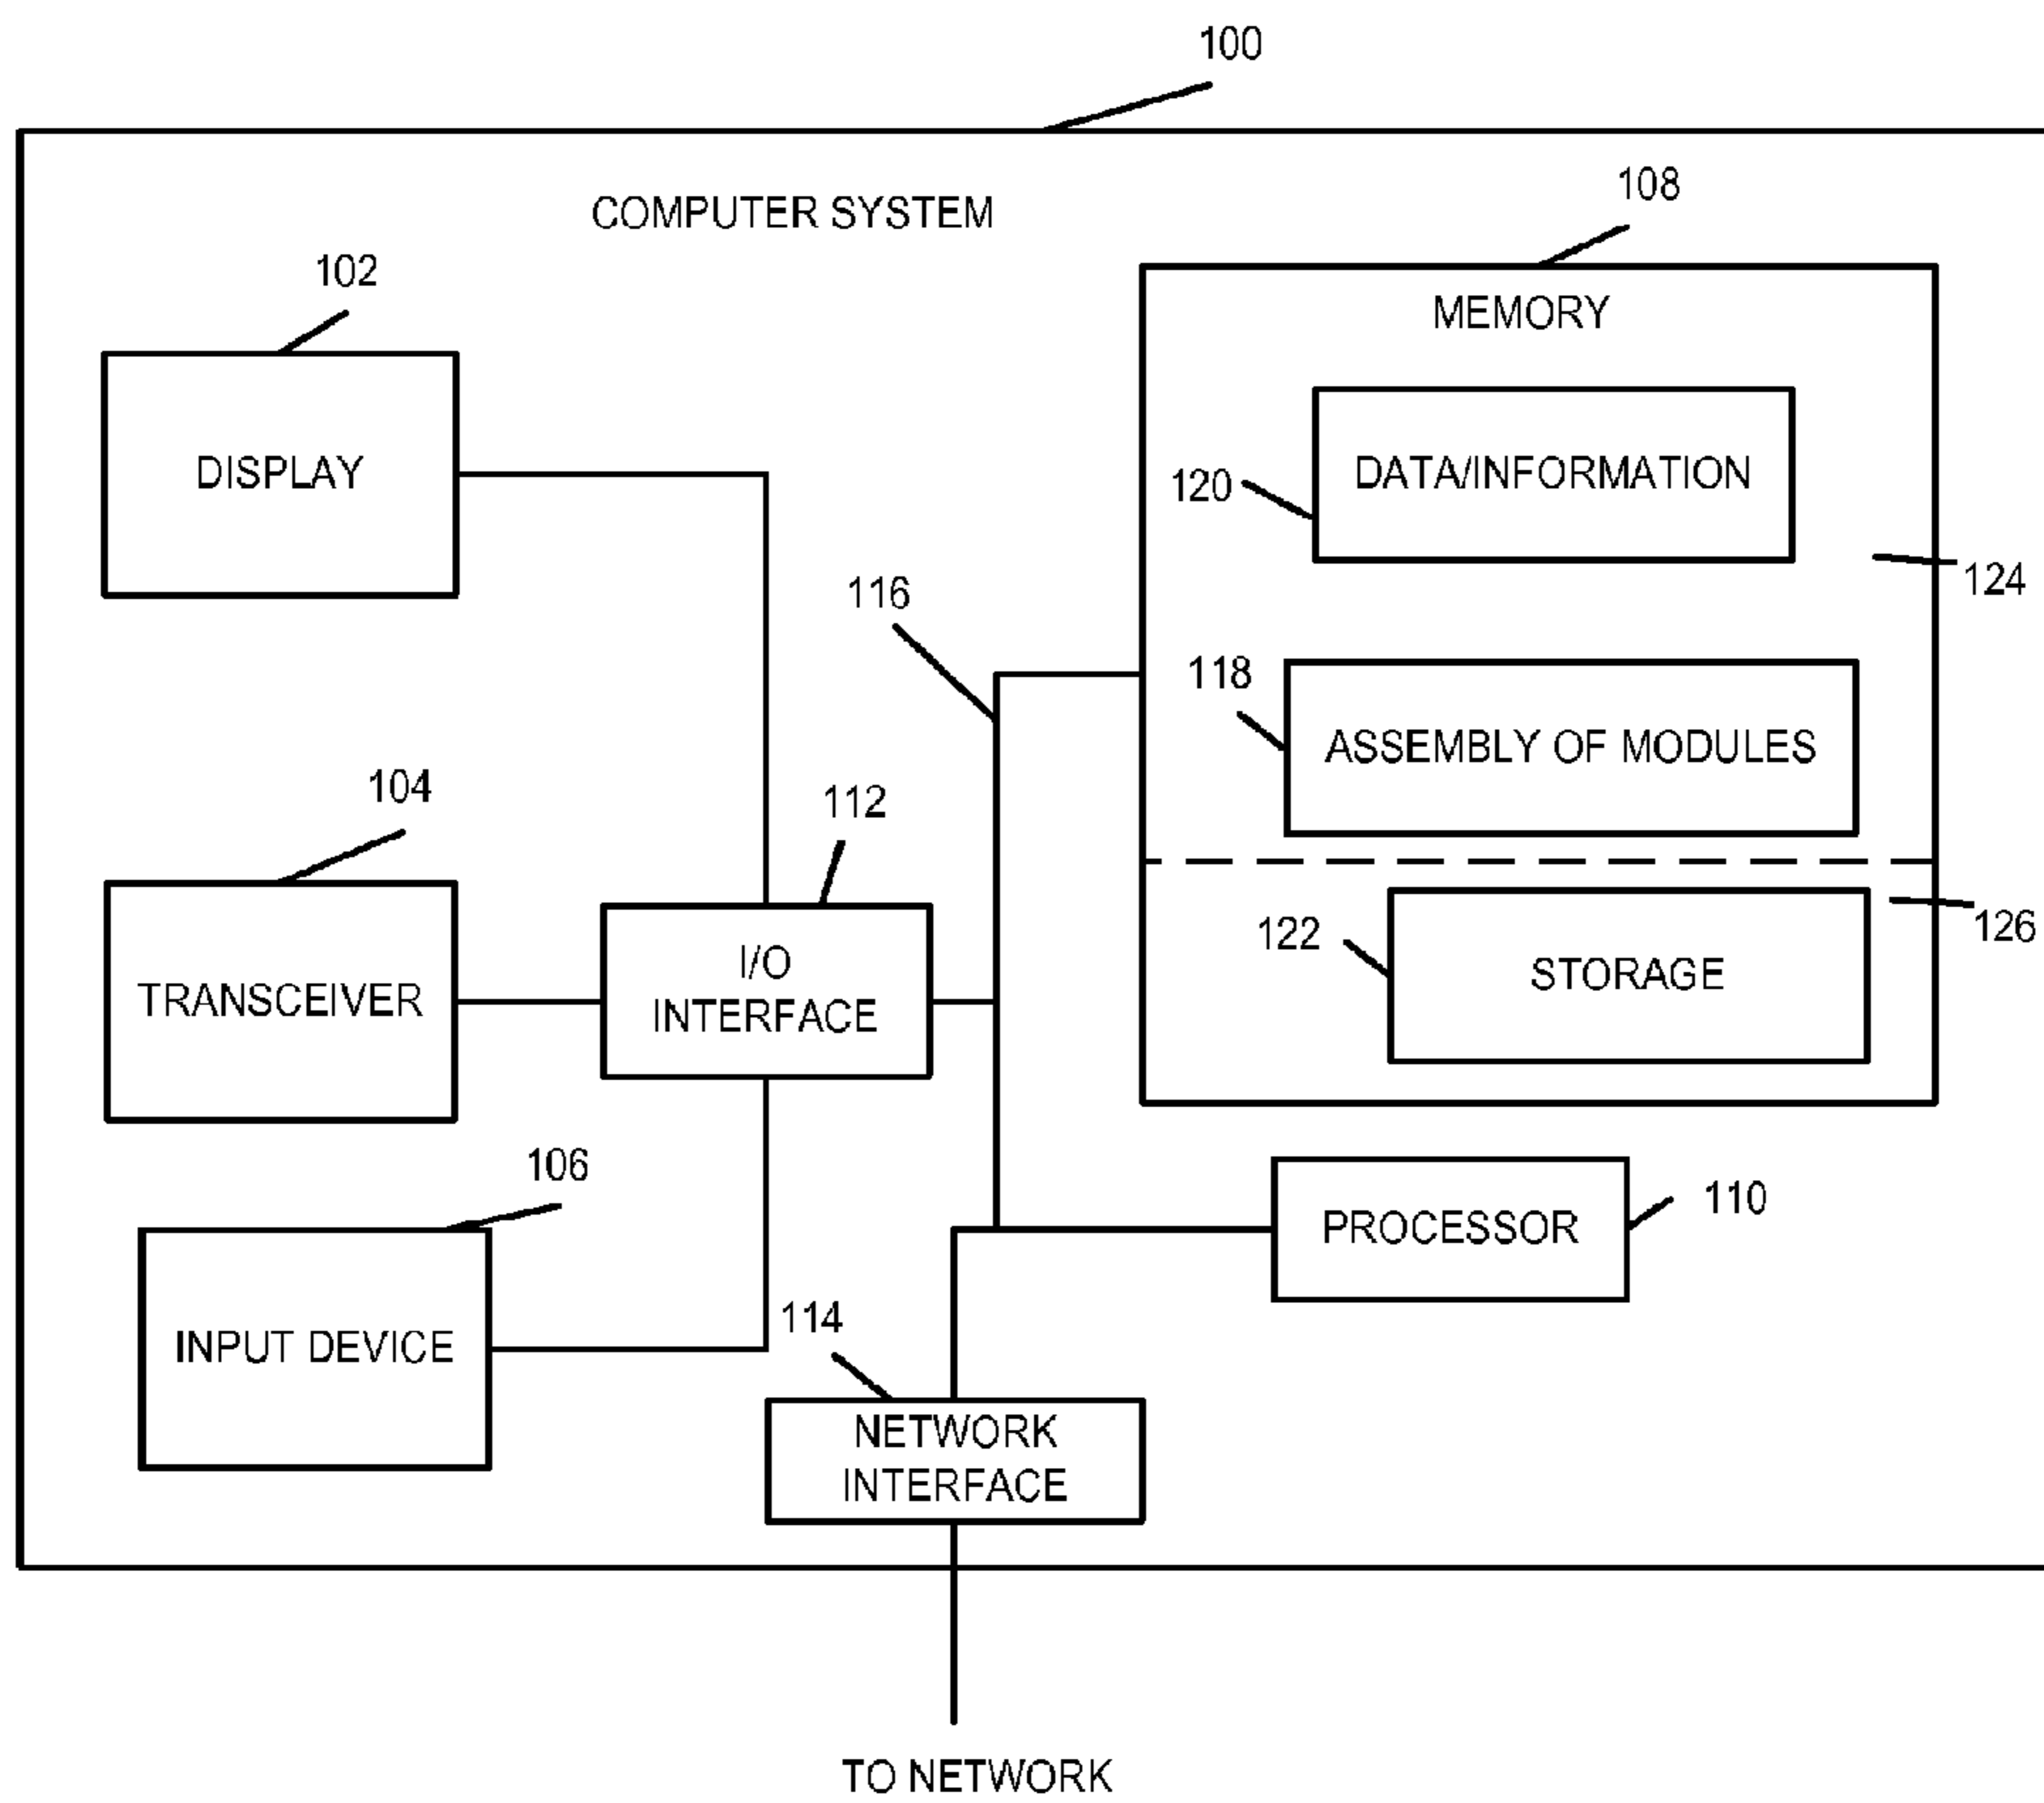 100
COMPUTER SYSTEM
108
102
MEMORY
DISPLAY
120
DATA/INFORMATION
124
116
118
ASSEMBLY OF MODULES
104
112
TRANSCEIVER
I/O
INTERFACE
122
STORAGE
126
106
INPUT DEVICE
PROCESSOR
110
114
NETWORK
INTERFACE
TO NETWORK